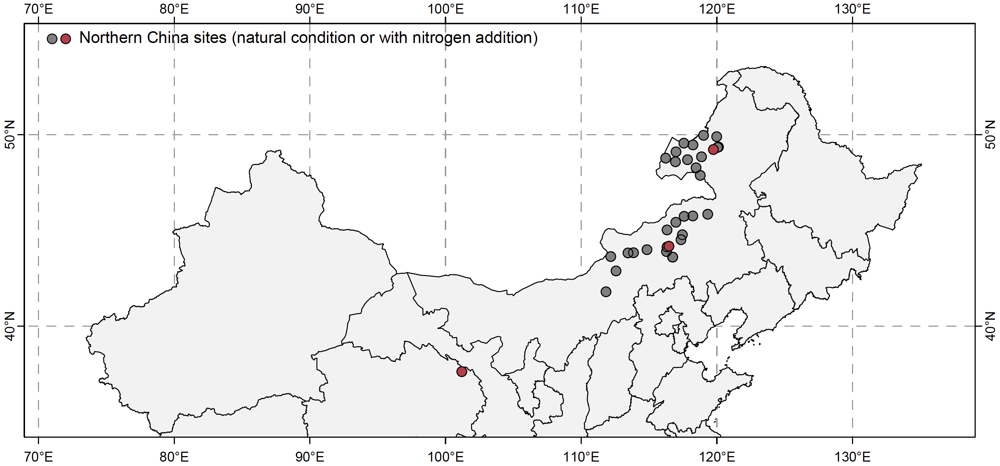 70°E 80°E 90°E 100°E 110°E 120°E 130°E
Northern China sites (natural condition or with nitrogen addition)
50°N 50°N
40°N 40°N
70°E 80°E 90°E 100°E 110°E 120°E 130°E